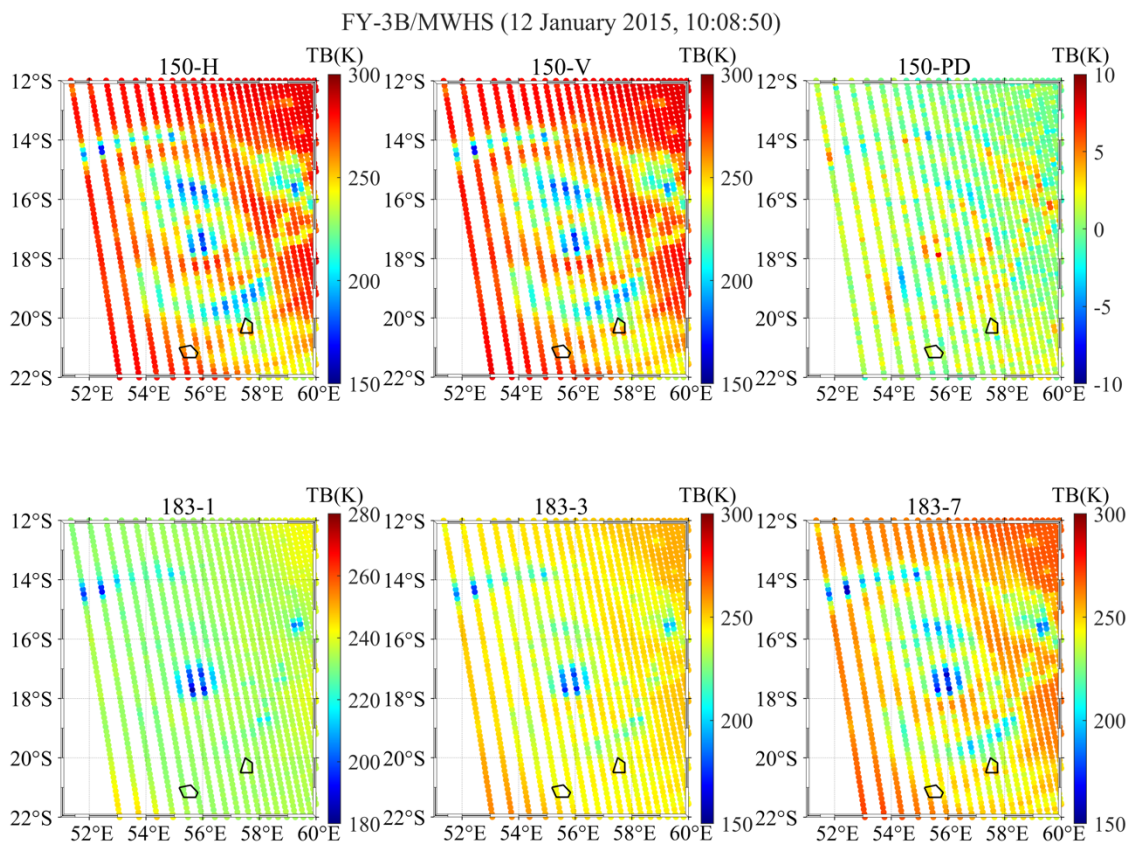 FY-3B/MWHS (12 January 2015, 10:08:50)
150-H TB(K)
12°S
14°S
16°S
18°S
20°S
22°S
52°E 54°E 56°E 58°E 60°E
300
250
200
150
150-V TB(K)
12°S
14°S
16°S
18°S
20°S
22°S
52°E 54°E 56°E 58°E 60°E
300
250
200
150
150-PD TB(K)
12°S
14°S
16°S
18°S
20°S
22°S
52°E 54°E 56°E 58°E 60°E
10
5
0
-5
-10
183-1 TB(K)
12°S
14°S
16°S
18°S
20°S
22°S
52°E 54°E 56°E 58°E 60°E
280
260
240
220
200
180
183-3 TB(K)
12°S
14°S
16°S
18°S
20°S
22°S
52°E 54°E 56°E 58°E 60°E
300
250
200
150
183-7 TB(K)
12°S
14°S
16°S
18°S
20°S
22°S
52°E 54°E 56°E 58°E 60°E
300
250
200
150